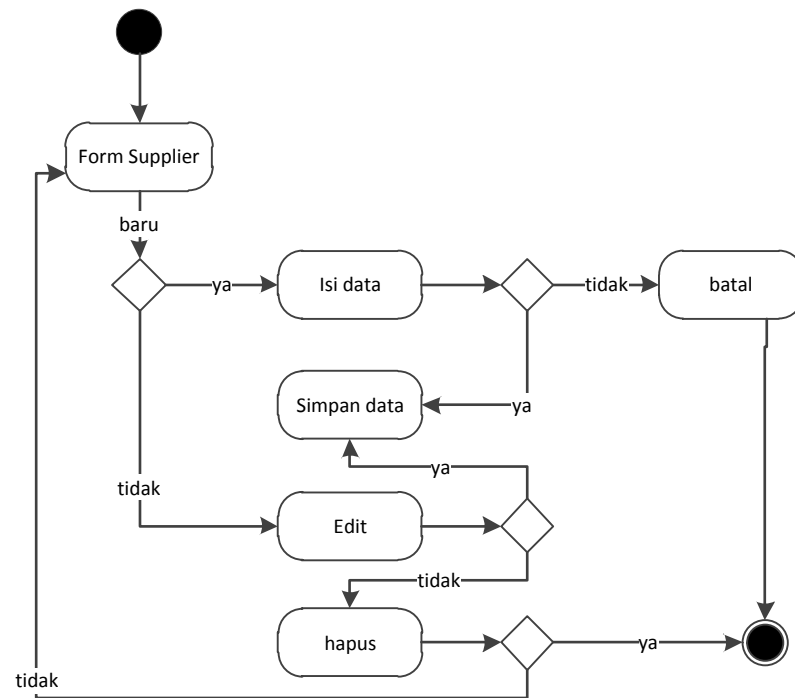 Form Supplier
baru
ya
Isi data
tidak
batal
Simpan data
ya
ya
tidak
Edit
tidak
hapus
ya
tidak